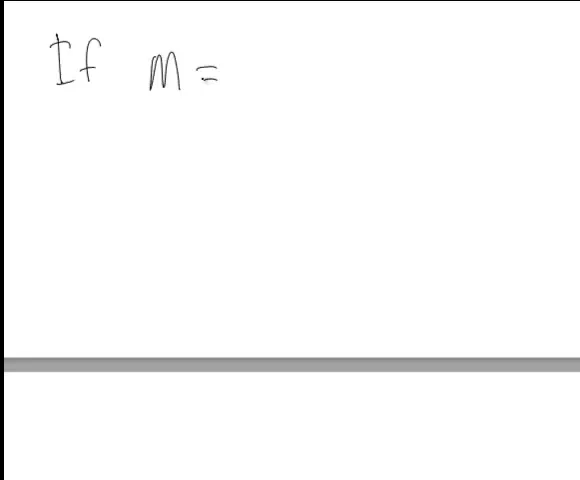 If m =